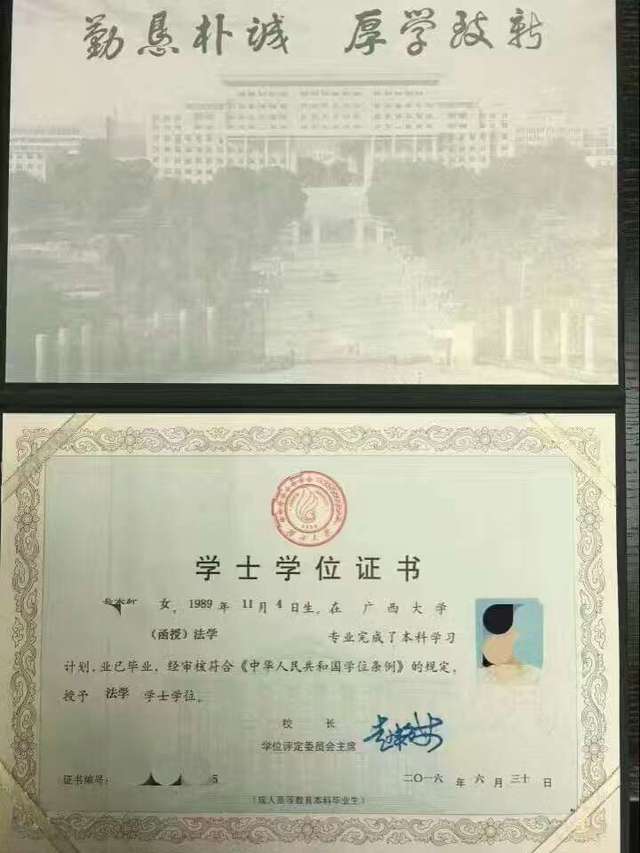 勤恳朴诚 厚学致新
学士学位证书
女，1989 年 11 月 4 日生。在 广西大学
（函授）法学 专业完成了本科学习
计划，业已毕业，经审核符合《中华人民共和国学位条例》的规定，
授予 法学 学士学位。
校 长
学位评定委员会主席
证书编号： 5 二〇一六 年 六 月 三十 日
（成人高等教育本科毕业生）